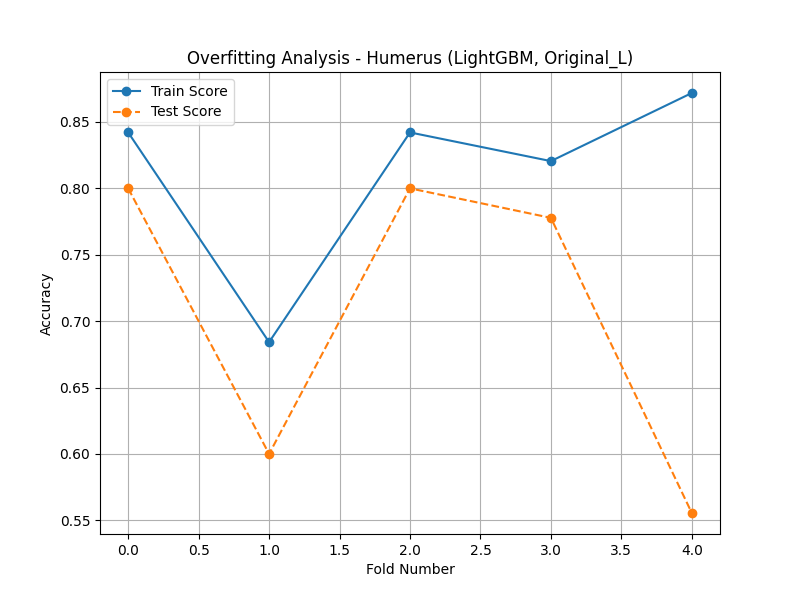 Overfitting Analysis - Humerus (LightGBM, Original_L)
Train Score
Test Score
0.85
0.80
0.75
0.70
0.65
0.60
0.55
Accuracy
0.0 0.5 1.0 1.5 2.0 2.5 3.0 3.5 4.0
Fold Number